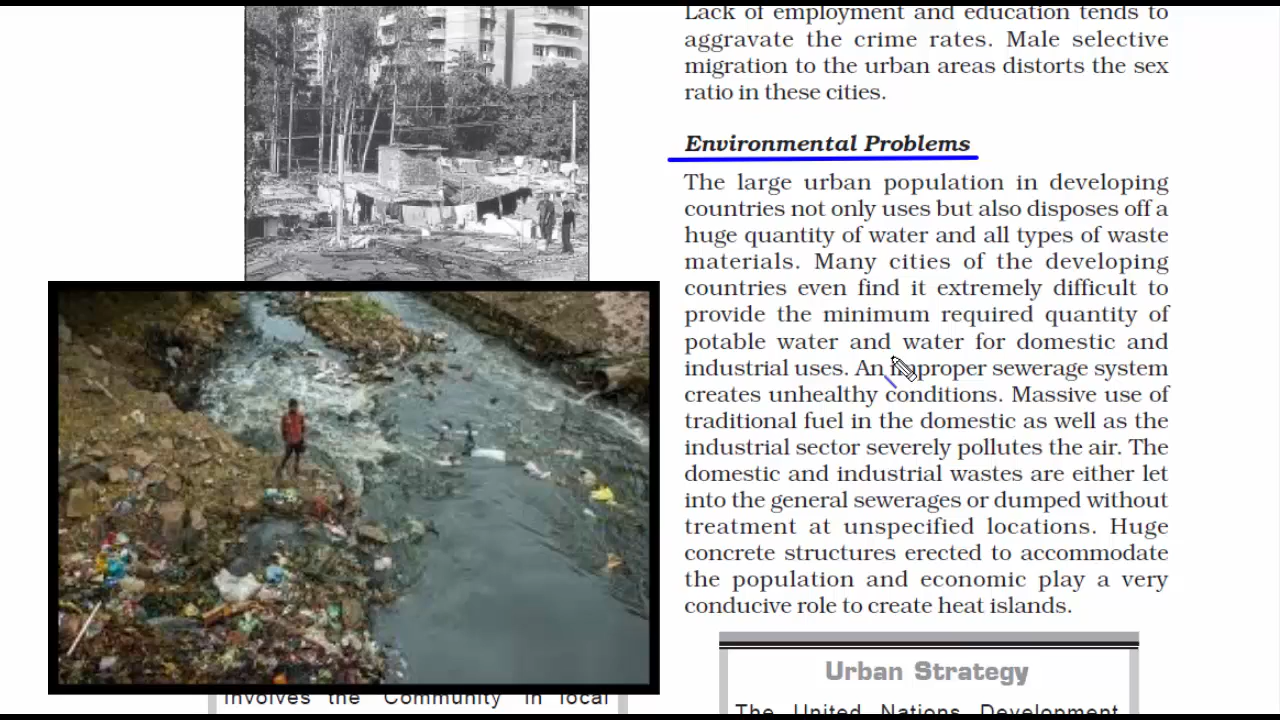 Lack of employment and education tends to
aggravate the crime rates. Male selective
migration to the urban areas distorts the sex
ratio in these cities.
Environmental Problems
The large urban population in developing
countries not only uses but also disposes off a
huge quantity of water and all types of waste
materials. Many cities of the developing
countries even find it extremely difficult to
provide the minimum required quantity of
potable water and water for domestic and
industrial uses. An improper sewerage system
creates unhealthy conditions. Massive use of
traditional fuel in the domestic as well as the
industrial sector severely pollutes the air. The
domestic and industrial wastes are either let
into the general sewerages or dumped without
treatment at unspecified locations. Huge
concrete structures erected to accommodate
the population and economic play a very
conducive role to create heat islands.
Urban Strategy
The United Nations Development
involves the Community in local